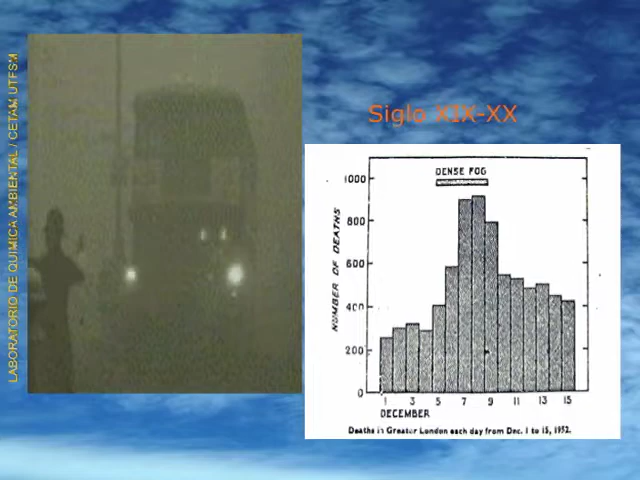 LABORATORIO DE QUIMICA AMBIENTAL / CETAM UTFSM
Siglo XIX-XX
DENSE FOG
NUMBER OF DEATHS
1000
800
600
400
200
0
1 3 5 7 9 11 13 15
DECEMBER
Deaths in Greater London each day from Dec. 1 to 15, 1952.